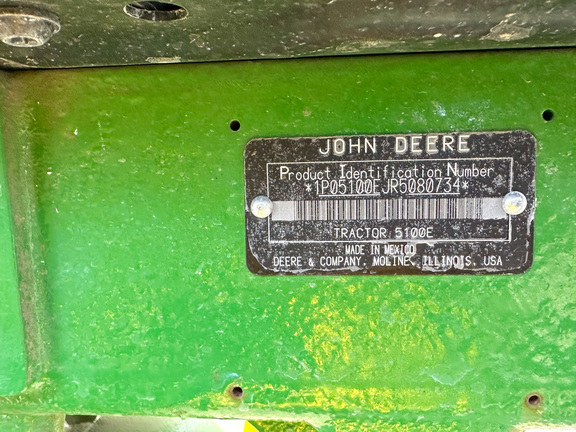 JOHN DEERE
Product Identification Number
*1P05100EJR5080734*
TRACTOR 5100E
MADE IN MEXICO
DEERE & COMPANY. MOLINE. ILLINOIS. USA